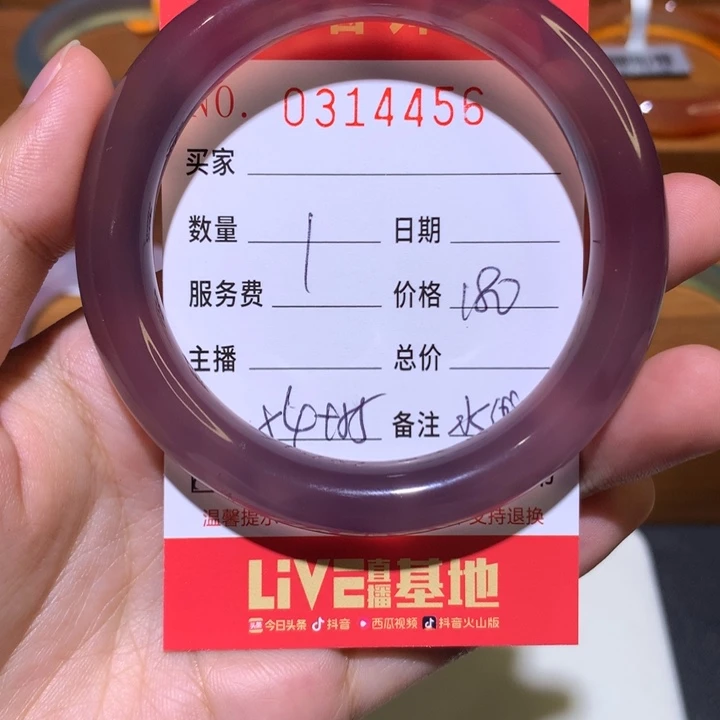 NO. 0314456
买家
数量 1 日期
服务费 价格 180
主播 总价
备注
温馨提示 支持退换
LiVE直播基地
头条 今日头条 抖音 西瓜视频 抖音火山版